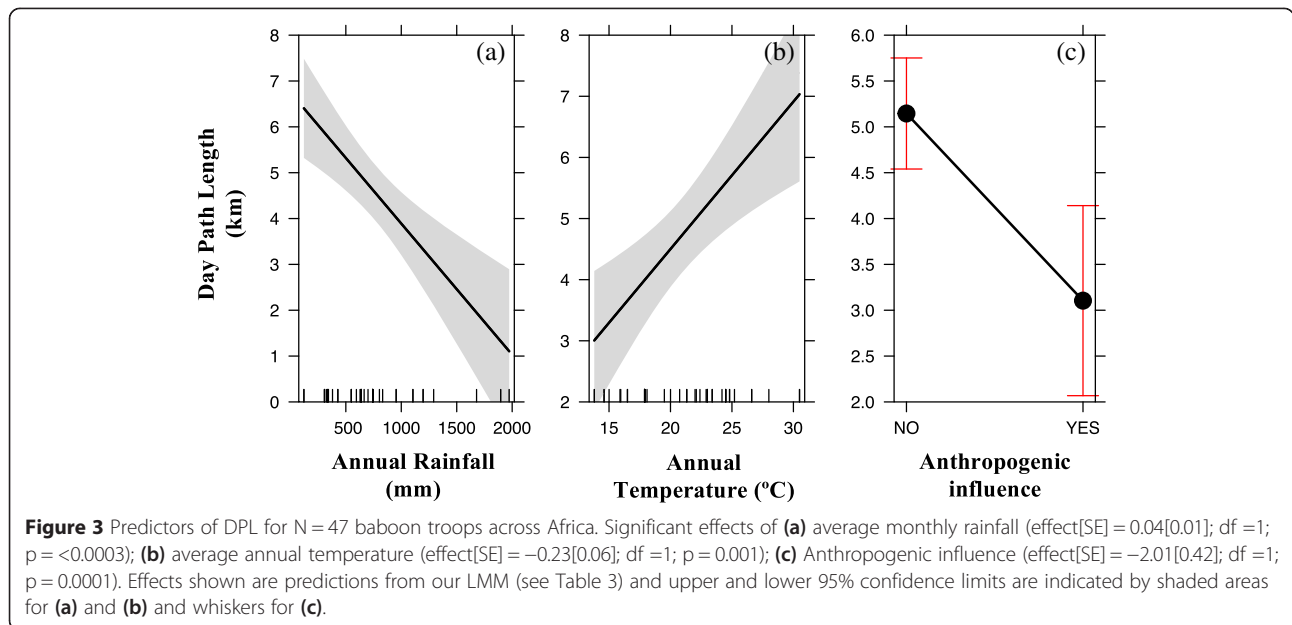 (a)
(b)
(c)
8
7
6
5
4
3
2
1
0
8
7
6
5
4
3
2
6.0
5.5
5.0
4.5
4.0
3.5
3.0
2.5
2.0
Day Path Length
(km)
500 1000 1500 2000
15 20 25 30
NO YES
Annual Rainfall
(mm)
Annual
Temperature (ºC)
Anthropogenic
influence
Figure 3 Predictors of DPL for N = 47 baboon troops across Africa. Significant effects of (a) average monthly rainfall (effect[SE] = 0.04[0.01]; df =1;
p = <0.0003); (b) average annual temperature (effect[SE] = −0.23[0.06]; df =1; p = 0.001); (c) Anthropogenic influence (effect[SE] = −2.01[0.42]; df =1;
p = 0.0001). Effects shown are predictions from our LMM (see Table 3) and upper and lower 95% confidence limits are indicated by shaded areas
for (a) and (b) and whiskers for (c).